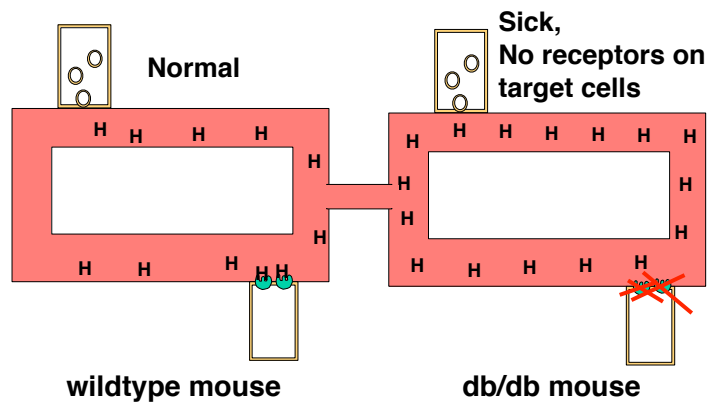 Normal
H H H H
H
H
H H H H H
wildtype mouse
Sick,
No receptors on
target cells
H H H H H H H
H H
H H
H H H H H
db/db mouse